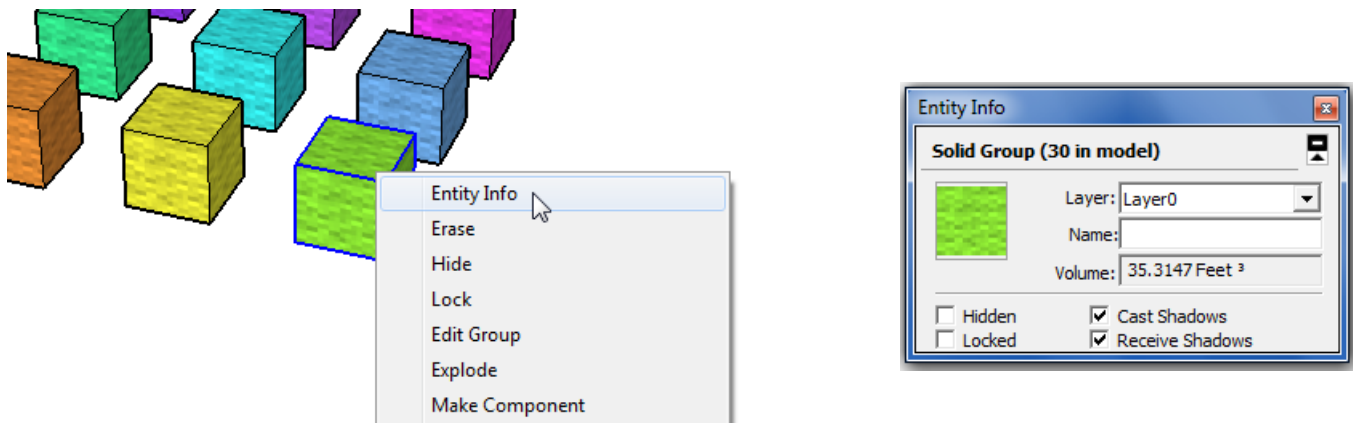 Entity Info
Erase
Hide
Lock
Edit Group
Explode
Make Component
Entity Info
Solid Group (30 in model)
Layer: Layer0
Name:
Volume: 35.3147 Feet ³
Hidden Cast Shadows
Locked Receive Shadows